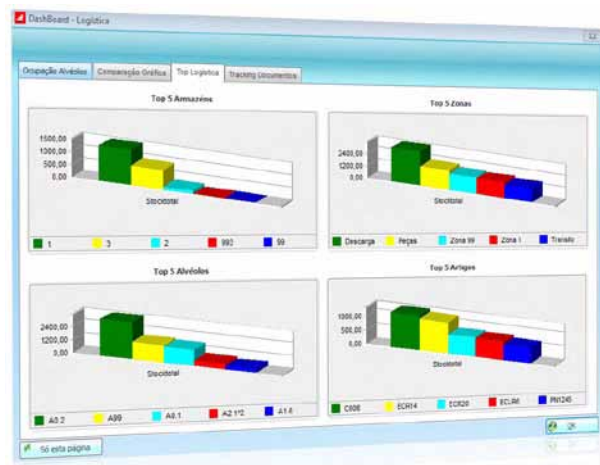 DashBoard - Logística
Ocupação Alvéolos
Comparação Gráfica
Top Logística
Tracking Documentos
Top 5 Armazéns
1500,00
1000,00
500,00
0,00
Stocktotal
1
3
2
992
99
Top 5 Zonas
2400,00
1200,00
0,00
Stocktotal
Descarga
Peças
Zona 99
Zona I
Transito
Top 5 Alvéolos
2400,00
1200,00
0,00
Stocktotal
A0.2
A99
A0.1
A2.1*2
A1.6
Top 5 Artigos
1000,00
500,00
0,00
Stocktotal
ECR14
ECR20
ECUR6
PM1245
Só esta página